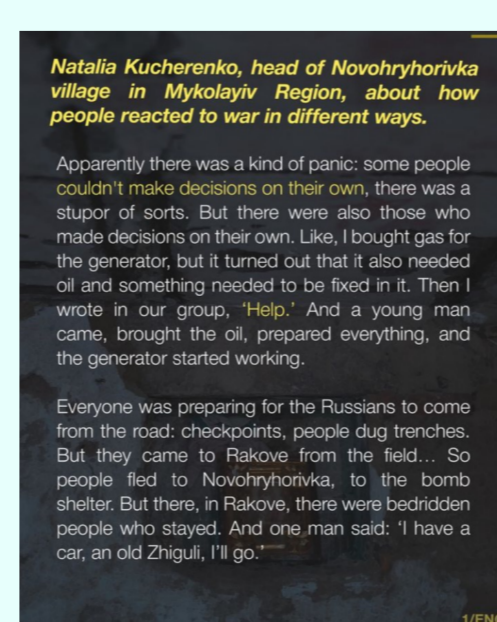 Natalia Kucherenko, head of Novohryhorivka
village in Mykolayiv Region, about how
people reacted to war in different ways.
Apparently there was a kind of panic: some people
couldn't make decisions on their own, there was a
stupor of sorts. But there were also those who
made decisions on their own. Like, I bought gas for
the generator, but it turned out that it also needed
oil and something needed to be fixed in it. Then I
wrote in our group, ‘Help.’ And a young man
came, brought the oil, prepared everything, and
the generator started working.
Everyone was preparing for the Russians to come
from the road: checkpoints, people dug trenches.
But they came to Rakove from the field… So
people fled to Novohryhorivka, to the bomb
shelter. But there, in Rakove, there were bedridden
people who stayed. And one man said: ‘I have a
car, an old Zhiguli, I’ll go.’
1/ENG